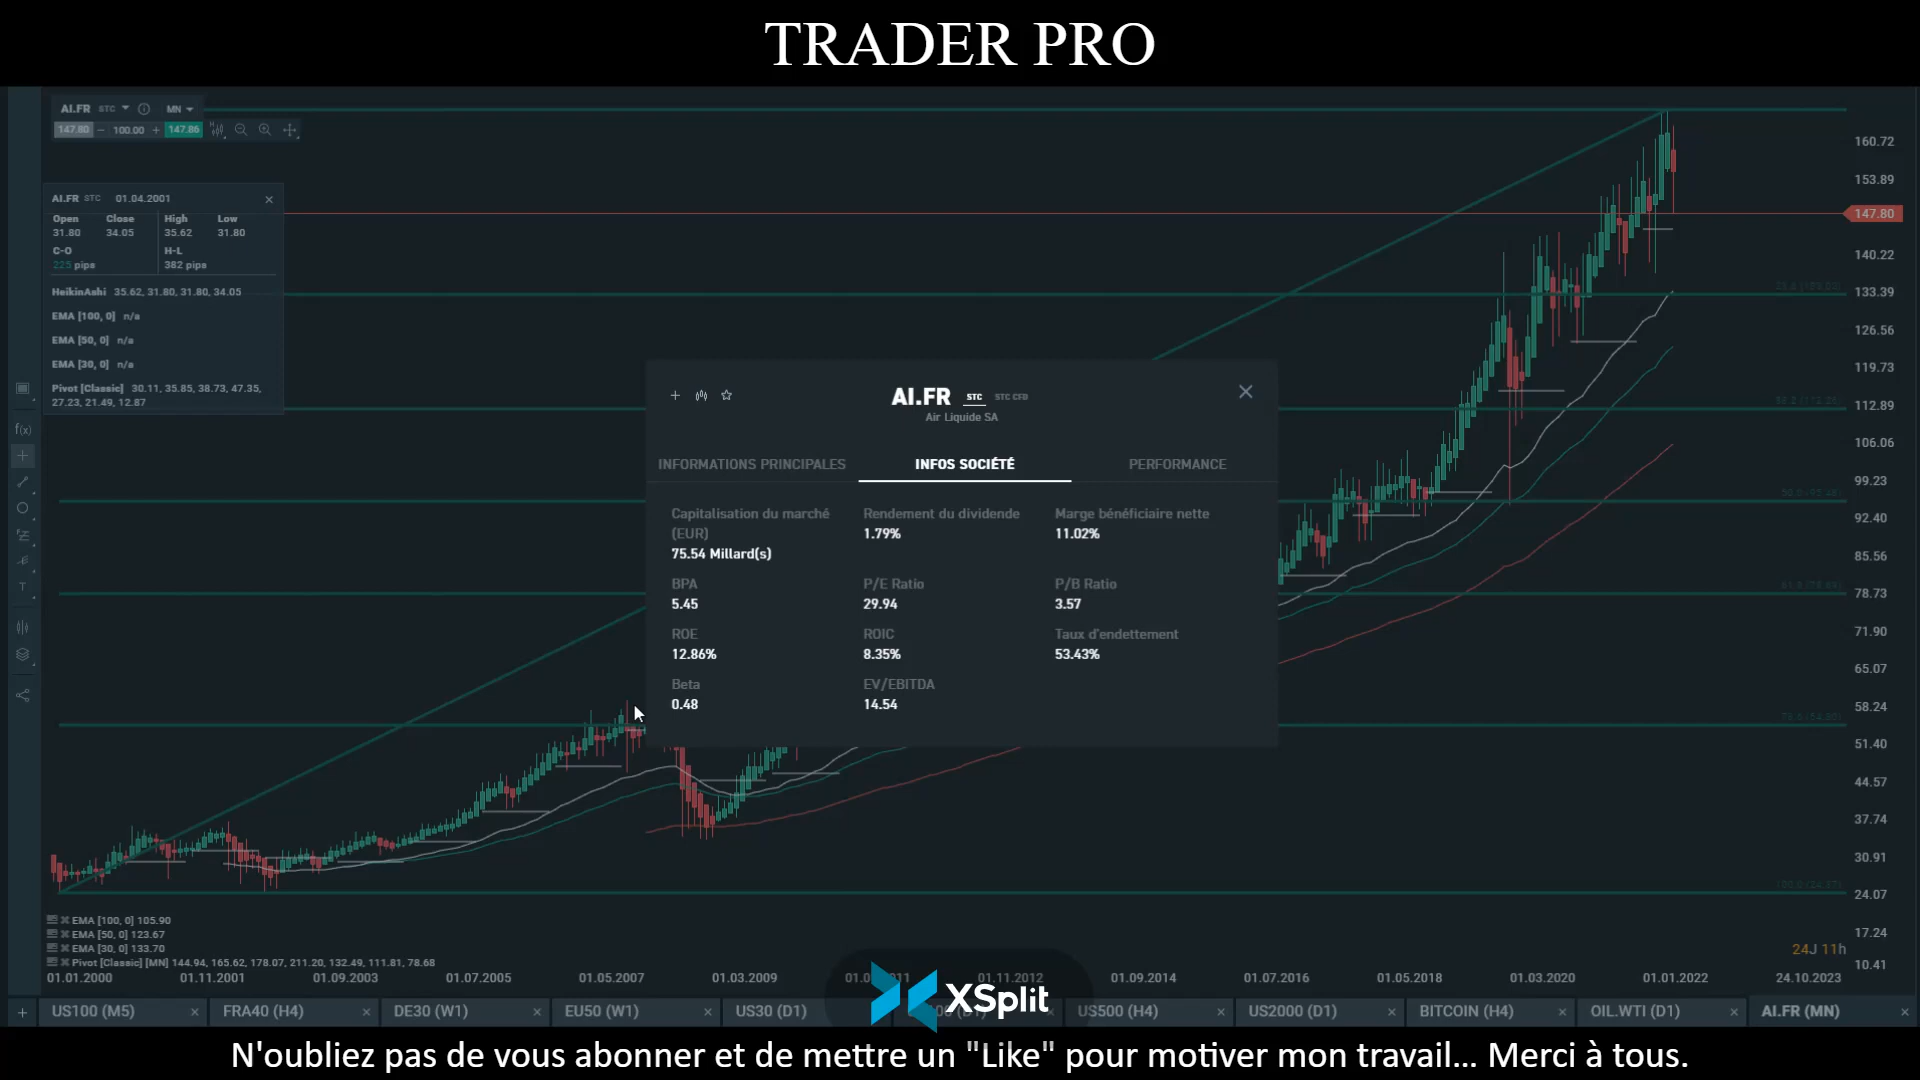 TRADER PRO
AI.FR STC MN
147.80 − 100.00 + 147.86
AI.FR STC 01.04.2001
Open Close High Low
31.80 34.05 35.62 31.80
C-O H-L
225 pips 382 pips
HeikinAshi 35.62, 31.80, 31.80, 34.05
EMA [100, 0] n/a
EMA [50, 0] n/a
EMA [30, 0] n/a
Pivot [Classic] 30.11, 35.85, 38.73, 47.35,
27.23, 21.49, 12.87
f(x)
T
AI.FR STC STC CFD
Air Liquide SA
INFORMATIONS PRINCIPALES INFOS SOCIÉTÉ PERFORMANCE
Capitalisation du marché
(EUR)
75.54 Millard(s)
Rendement du dividende
1.79%
Marge bénéficiaire nette
11.02%
BPA
5.45
P/E Ratio
29.94
P/B Ratio
3.57
ROE
12.86%
ROIC
8.35%
Taux d'endettement
53.43%
Beta
0.48
EV/EBITDA
14.54
160.72
153.89
147.80
140.22
133.39
126.56
119.73
112.89
106.06
99.23
92.40
85.56
78.73
71.90
65.07
58.24
51.40
44.57
37.74
30.91
24.07
17.24
10.41
EMA [100, 0] 105.90
EMA [50, 0] 123.67
EMA [30, 0] 133.70
Pivot [Classic] [MN] 144.94, 165.62, 178.07, 211.20, 132.49, 111.81, 78.68
24J 11h
01.01.2000 01.11.2001 01.09.2003 01.07.2005 01.05.2007 01.03.2009 01.11.2012 01.09.2014 01.07.2016 01.05.2018 01.03.2020 01.01.2022 24.10.2023
XSplit
US100 (M5) FRA40 (H4) DE30 (W1) EU50 (W1) US30 (D1) US500 (H4) US2000 (D1) BITCOIN (H4) OIL.WTI (D1) AI.FR (MN)
N'oubliez pas de vous abonner et de mettre un "Like" pour motiver mon travail... Merci à tous.